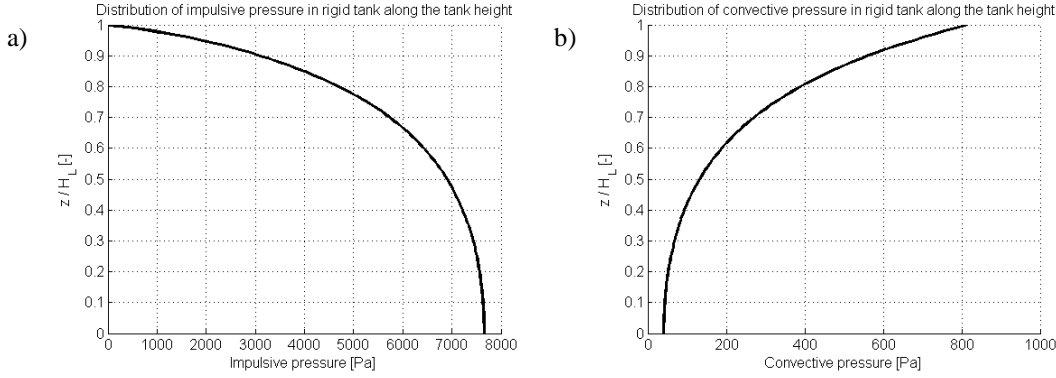 a)
Distribution of impulsive pressure in rigid tank along the tank height
1
0.9
0.8
0.7
0.6
0.5
0.4
0.3
0.2
0.1
0
z / H_L [-]
0 1000 2000 3000 4000 5000 6000 7000 8000
Impulsive pressure [Pa]
b)
Distribution of convective pressure in rigid tank along the tank height
1
0.9
0.8
0.7
0.6
0.5
0.4
0.3
0.2
0.1
0
z / H_L [-]
0 200 400 600 800 1000
Convective pressure [Pa]